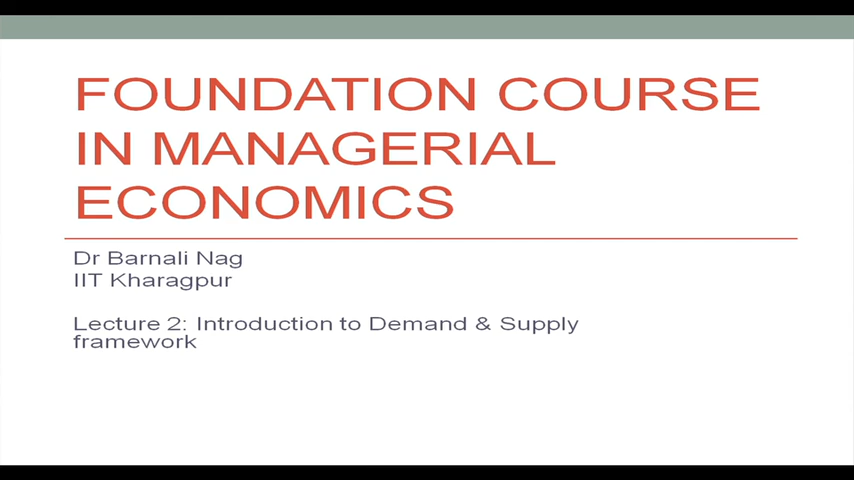 FOUNDATION COURSE
IN MANAGERIAL
ECONOMICS
Dr Barnali Nag
IIT Kharagpur
Lecture 2: Introduction to Demand & Supply
framework